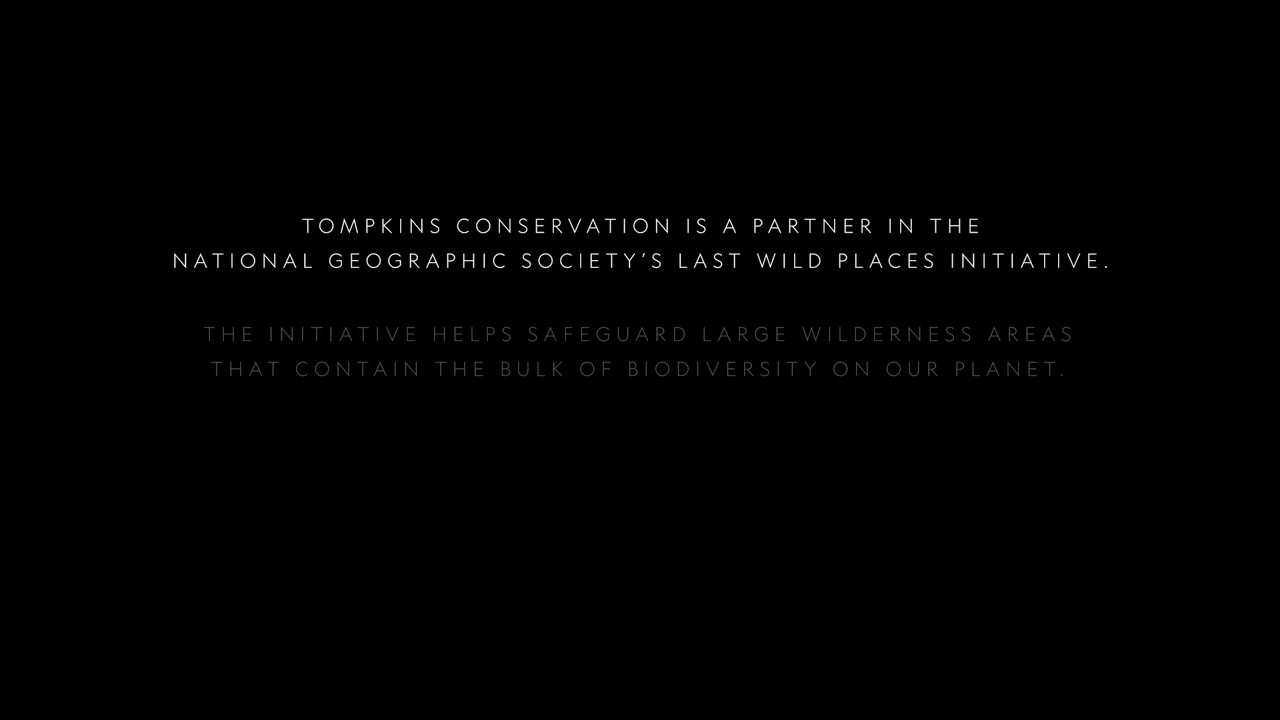 TOMPKINS CONSERVATION IS A PARTNER IN THE
NATIONAL GEOGRAPHIC SOCIETY’S LAST WILD PLACES INITIATIVE.
THE INITIATIVE HELPS SAFEGUARD LARGE WILDERNESS AREAS
THAT CONTAIN THE BULK OF BIODIVERSITY ON OUR PLANET.